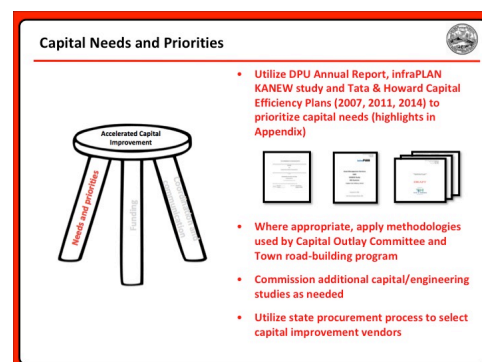 Capital Needs and Priorities
Accelerated Capital
Improvement
Needs and priorities
Funding
Coordination and
communication
• Utilize DPU Annual Report, infraPLAN
KANEW study and Tata & Howard Capital
Efficiency Plans (2007, 2011, 2014) to
prioritize capital needs (highlights in
Appendix)
• Where appropriate, apply methodologies
used by Capital Outlay Committee and
Town road-building program
• Commission additional capital/engineering
studies as needed
• Utilize state procurement process to select
capital improvement vendors